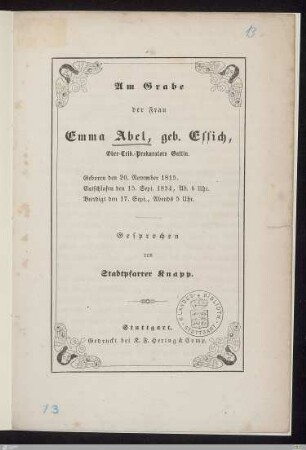 B.
Am Grabe
der Frau
Emma Abel, geb. Essich,
Ober-Trib.-Prokurators Gattin.
Geboren den 20. November 1815.
Entschlafen den 15. Sept. 1854, Ab. 6 Uhr.
Beerdigt den 17. Sept., Abends 5 Uhr.
Gesprochen
von
Stadtpfarrer Knapp.
Stuttgart.
Gedruckt bei K. F. Hering & Comp.
13